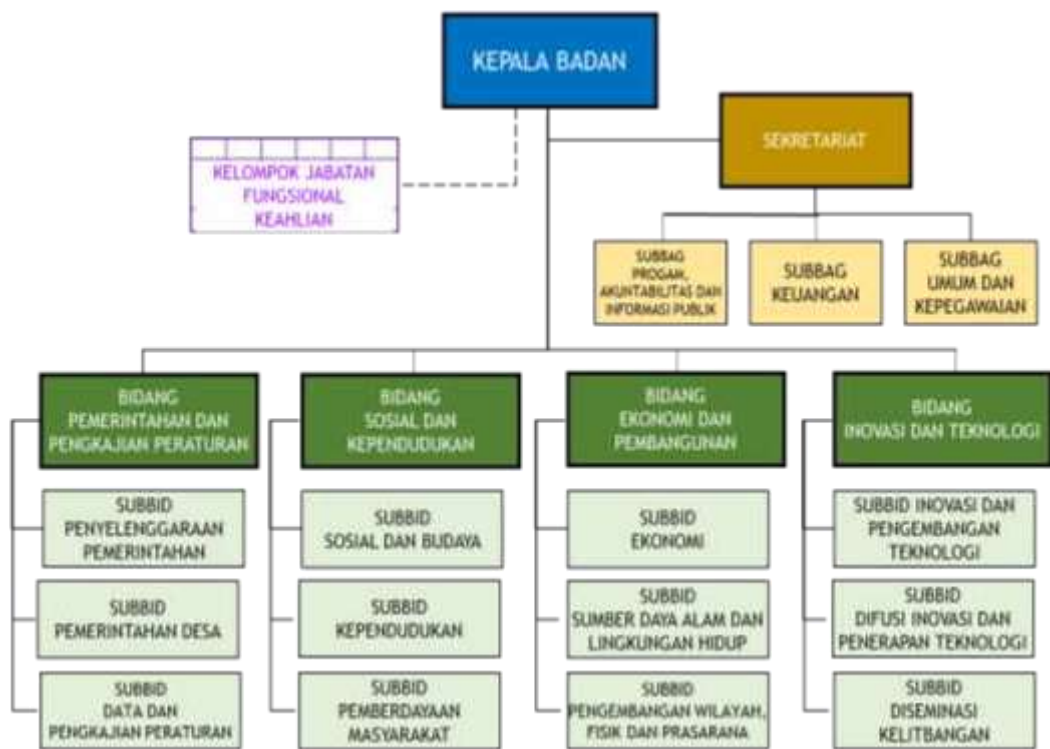 KEPALA BADAN
SEKRETARIAT
KELOMPOK JABATAN
FUNGSIONAL
KEAHLIAN
SUBBAG
PROGAM,
AKUNTABILITAS DAN
INFORMASI PUBLIK
SUBBAG
KEUANGAN
SUBBAG
UMUM DAN
KEPEGAWAIAN
BIDANG
PEMERINTAHAN DAN
PENGKAJIAN PERATURAN
BIDANG
SOSIAL DAN
KEPENDUDUKAN
BIDANG
EKONOMI DAN
PEMBANGUNAN
BIDANG
INOVASI DAN TEKNOLOGI
SUBBID
PENYELENGGARAAN
PEMERINTAHAN
SUBBID
SOSIAL DAN BUDAYA
SUBBID
EKONOMI
SUBBID INOVASI DAN
PENGEMBANGAN
TEKNOLOGI
SUBBID
PEMERINTAHAN DESA
SUBBID
KEPENDUDUKAN
SUBBID
SUMBER DAYA ALAM DAN
LINGKUNGAN HIDUP
SUBBID
DIFUSI INOVASI DAN
PENERAPAN TEKNOLOGI
SUBBID
DATA DAN
PENGKAJIAN PERATURAN
SUBBID
PEMBERDAYAAN
MASYARAKAT
SUBBID
PENGEMBANGAN WILAYAH,
FISIK DAN PRASARANA
SUBBID
DISEMINASI
KELITBANGAN